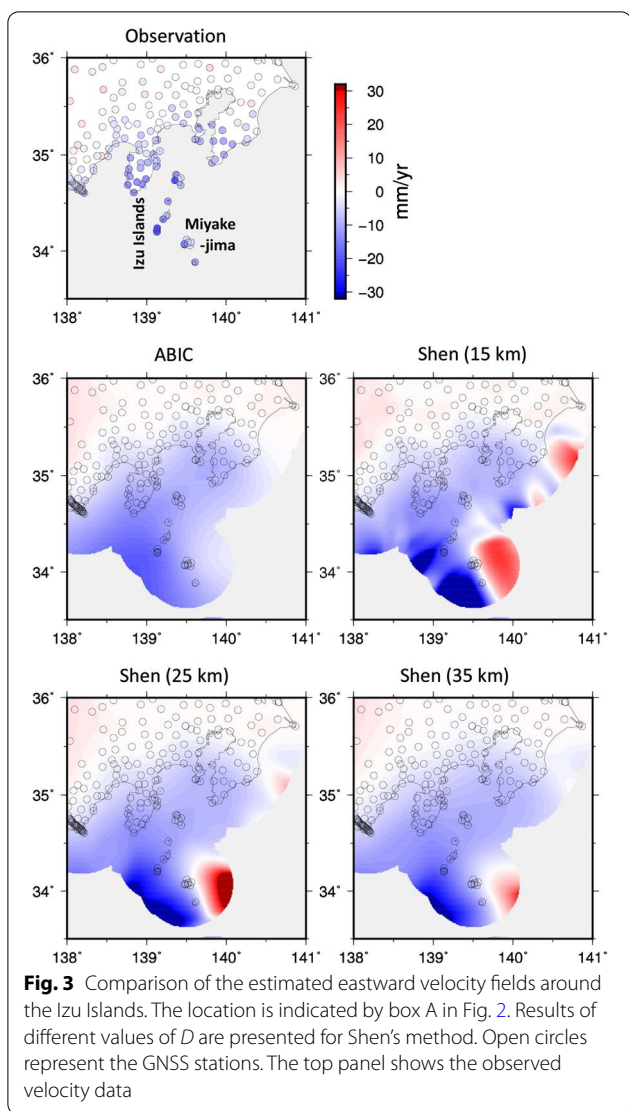 Observation
36°
35°
34°
138° 139° 140° 141°
Izu Islands
Miyake
-jima
30
20
10
0
−10
−20
−30
mm/yr
ABIC
36°
35°
34°
138° 139° 140° 141°
Shen (15 km)
36°
35°
34°
138° 139° 140° 141°
Shen (25 km)
36°
35°
34°
138° 139° 140° 141°
Shen (35 km)
36°
35°
34°
138° 139° 140° 141°
Fig. 3 Comparison of the estimated eastward velocity fields around
the Izu Islands. The location is indicated by box A in Fig. 2. Results of
different values of D are presented for Shen's method. Open circles
represent the GNSS stations. The top panel shows the observed
velocity data